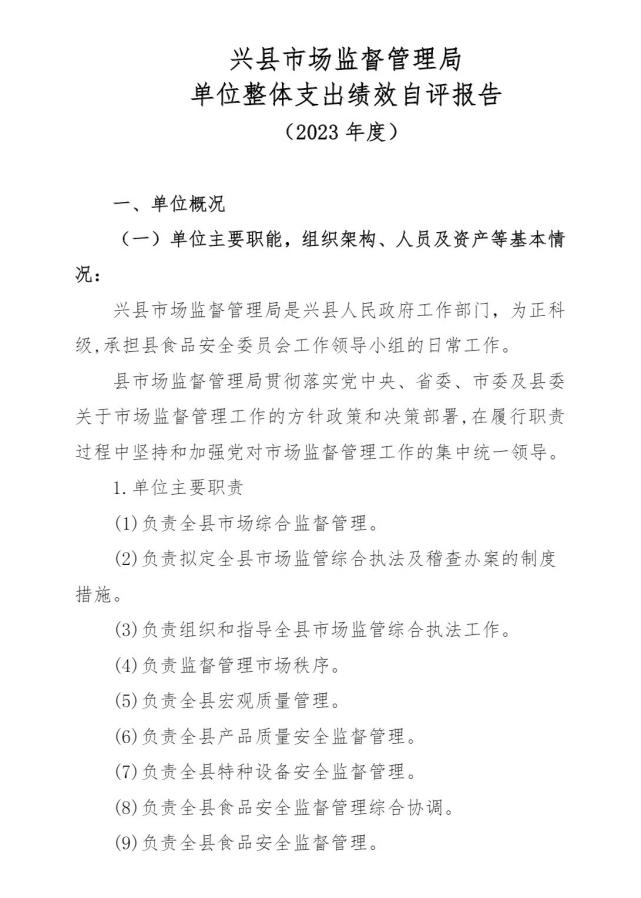 兴县市场监督管理局
单位整体支出绩效自评报告
（2023 年度）
一、单位概况
（一）单位主要职能，组织架构、人员及资产等基本情
况：
兴县市场监督管理局是兴县人民政府工作部门，为正科
级,承担县食品安全委员会工作领导小组的日常工作。
县市场监督管理局贯彻落实党中央、省委、市委及县委
关于市场监督管理工作的方针政策和决策部署,在履行职责
过程中坚持和加强党对市场监督管理工作的集中统一领导。
1.单位主要职责
(1)负责全县市场综合监督管理。
(2)负责拟定全县市场监管综合执法及稽查办案的制度
措施。
(3)负责组织和指导全县市场监管综合执法工作。
(4)负责监督管理市场秩序。
(5)负责全县宏观质量管理。
(6)负责全县产品质量安全监督管理。
(7)负责全县特种设备安全监督管理。
(8)负责全县食品安全监督管理综合协调。
(9)负责全县食品安全监督管理。